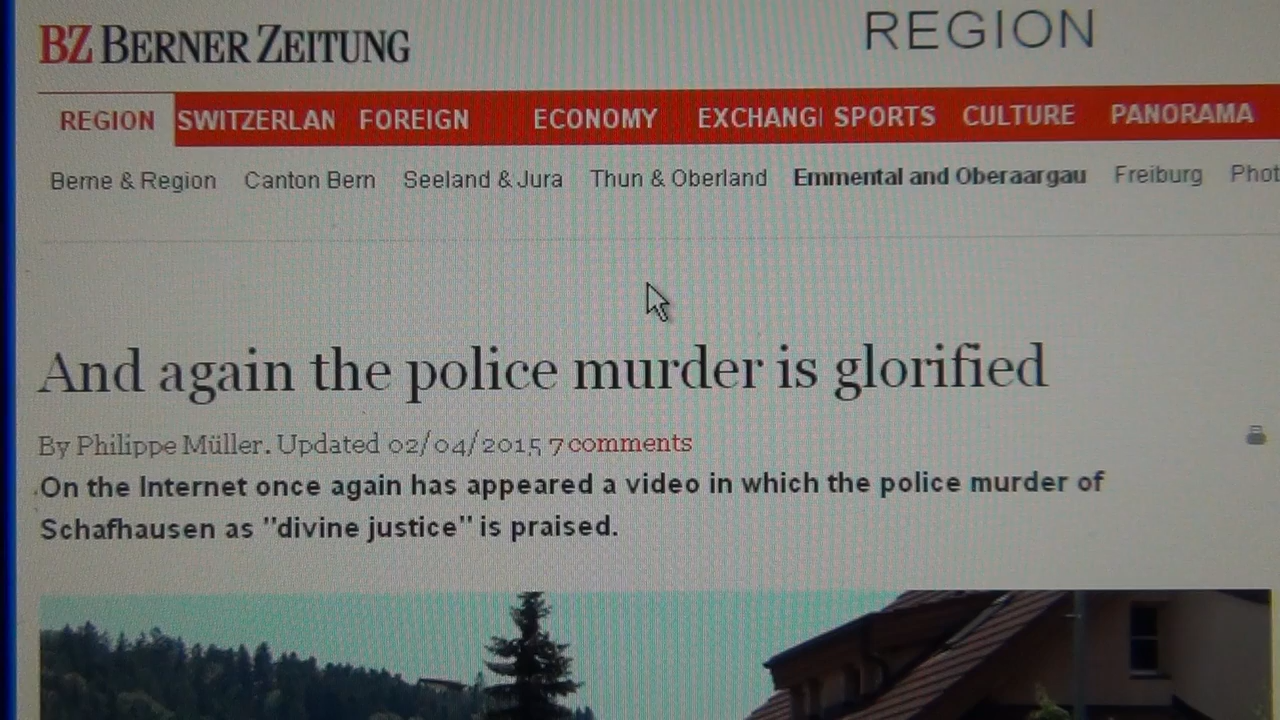 BZ BERNER ZEITUNG
REGION
REGION SWITZERLAN FOREIGN ECONOMY EXCHANG SPORTS CULTURE PANORAMA
Berne & Region Canton Bern Seeland & Jura Thun & Oberland Emmental and Oberaargau Freiburg Phot
And again the police murder is glorified
By Philippe Müller. Updated 02/04/2015 7 comments
On the Internet once again has appeared a video in which the police murder of
Schafhausen as "divine justice" is praised.